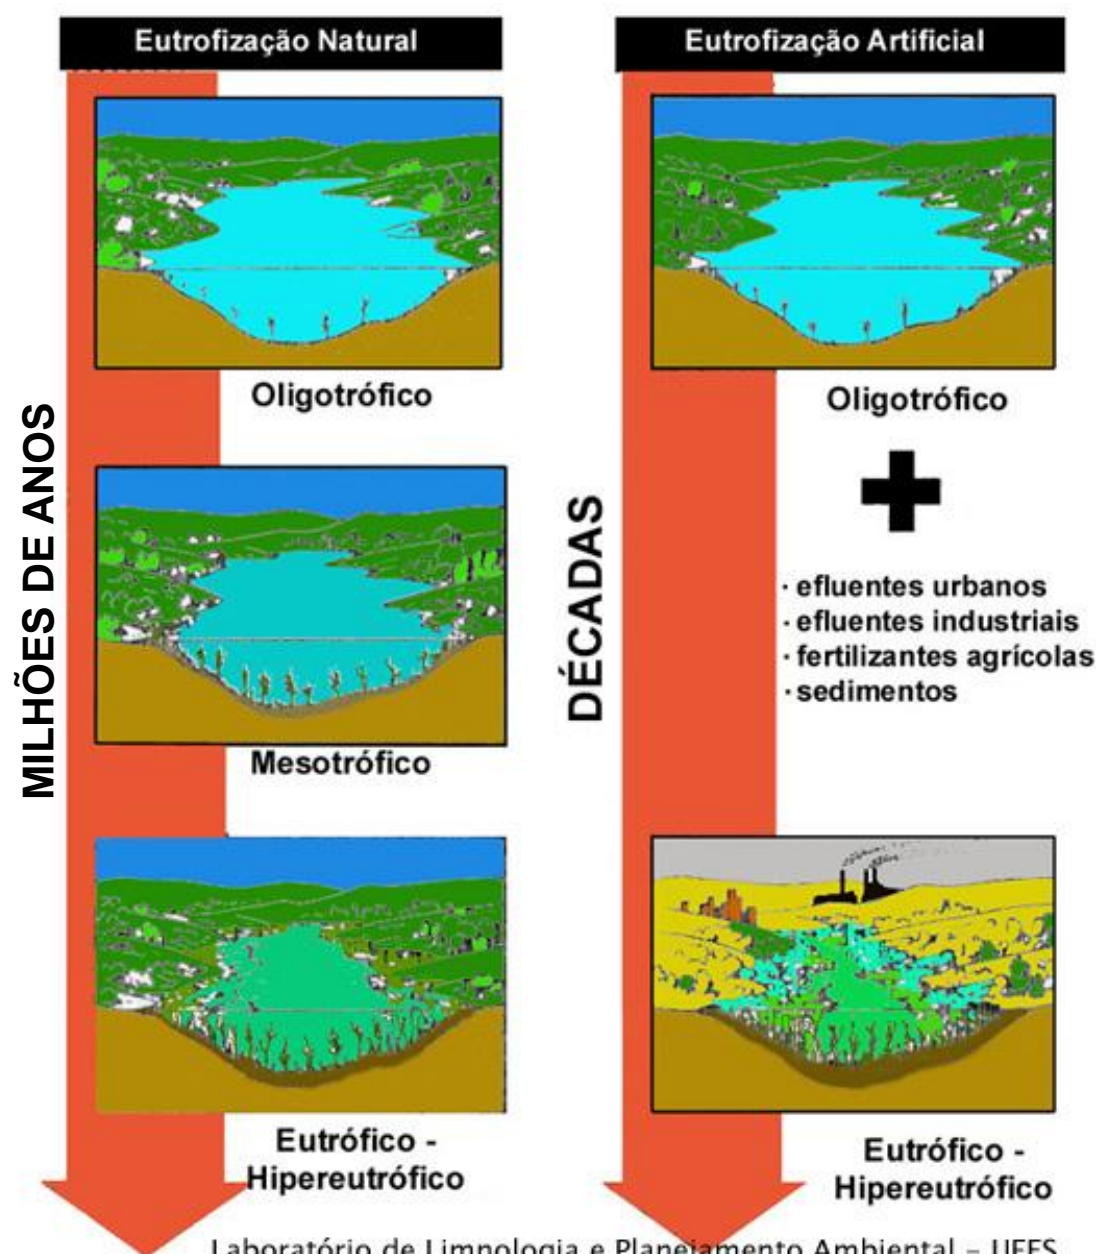 Eutrofização Natural
MILHÕES DE ANOS
Oligotrófico
Mesotrófico
Eutrófico -
Hipereutrófico
Eutrofização Artificial
DÉCADAS
Oligotrófico
· efluentes urbanos
· efluentes industriais
· fertilizantes agrícolas
· sedimentos
Eutrófico -
Hipereutrófico
Laboratório de Limnologia e Planejamento Ambiental – UFES